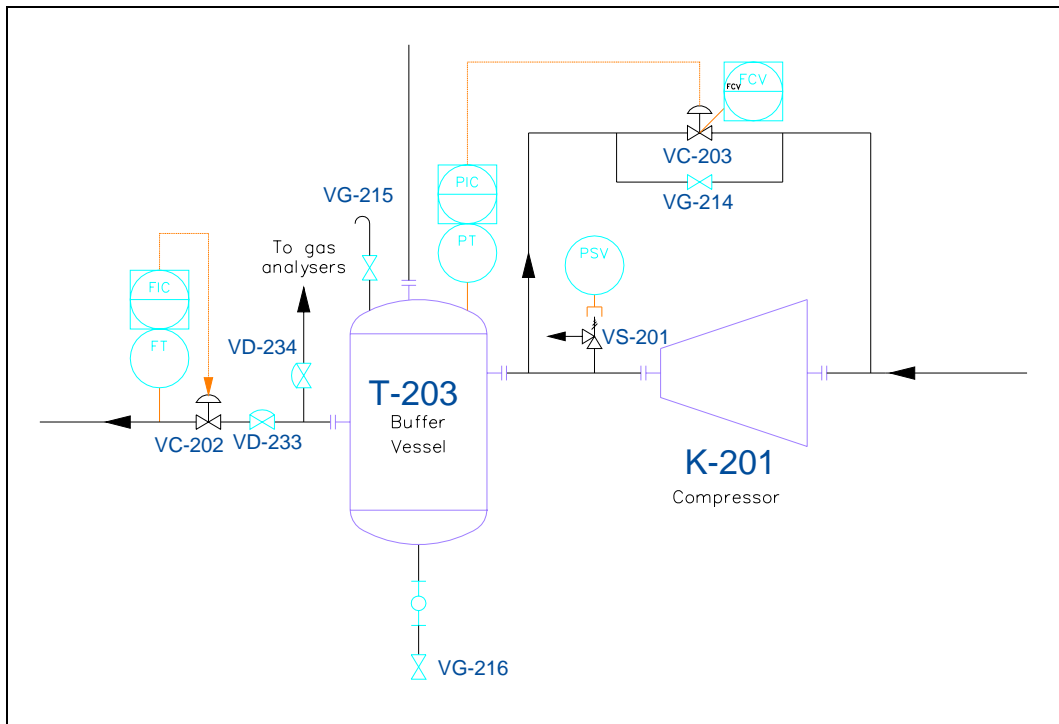 FCV
FCV
VC-203
VG-214
VG-215
PIC
PT
To gas
analysers
PSV
FIC
FT
VD-234
VS-201
T-203
Buffer
Vessel
VC-202
VD-233
K-201
Compressor
VG-216